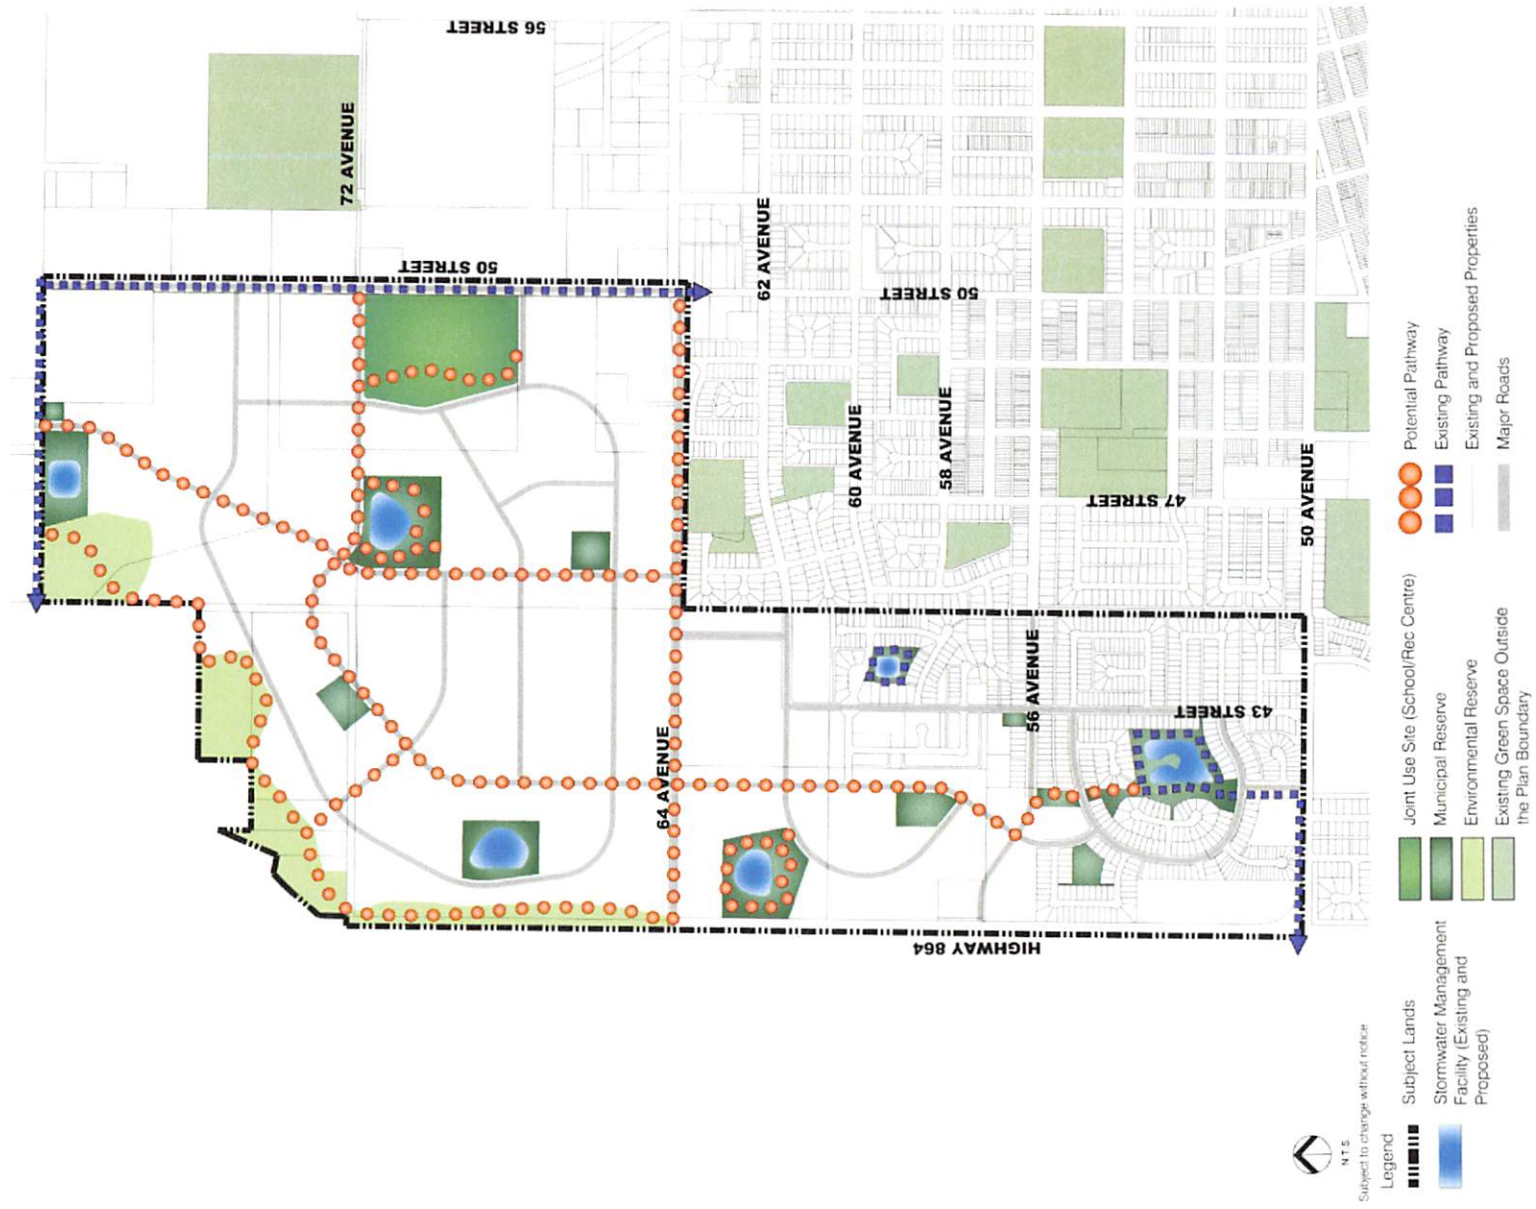 56 STREET
72 AVENUE
50 STREET
62 AVENUE
50 STREET
60 AVENUE
58 AVENUE
47 STREET
50 AVENUE
64 AVENUE
56 AVENUE
43 STREET
HIGHWAY 864
N.T.S
Subject to change without notice
Legend
Subject Lands
Stormwater Management
Facility (Existing and
Proposed)
Joint Use Site (School/Rec Centre)
Municipal Reserve
Environmental Reserve
Existing Green Space Outside
the Plan Boundary
Potential Pathway
Existing Pathway
Existing and Proposed Properties
Major Roads